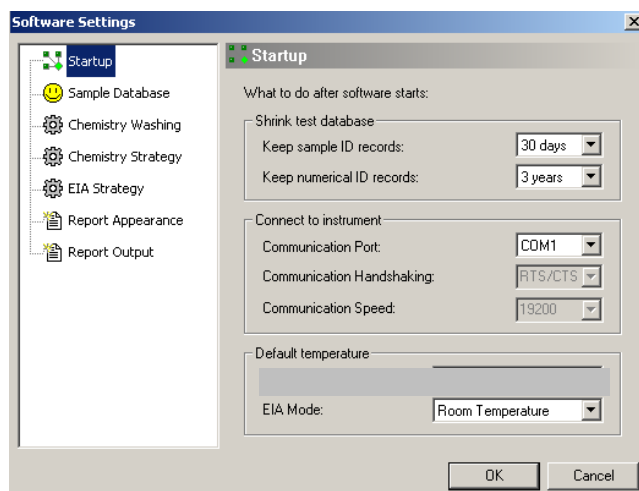 Software Settings
Startup
Sample Database
Chemistry Washing
Chemistry Strategy
EIA Strategy
Report Appearance
Report Output
Startup
What to do after software starts:
Shrink test database
Keep sample ID records: 30 days
Keep numerical ID records: 3 years
Connect to instrument
Communication Port: COM1
Communication Handshaking: RTS/CTS
Communication Speed: 19200
Default temperature
EIA Mode: Room Temperature
OK Cancel